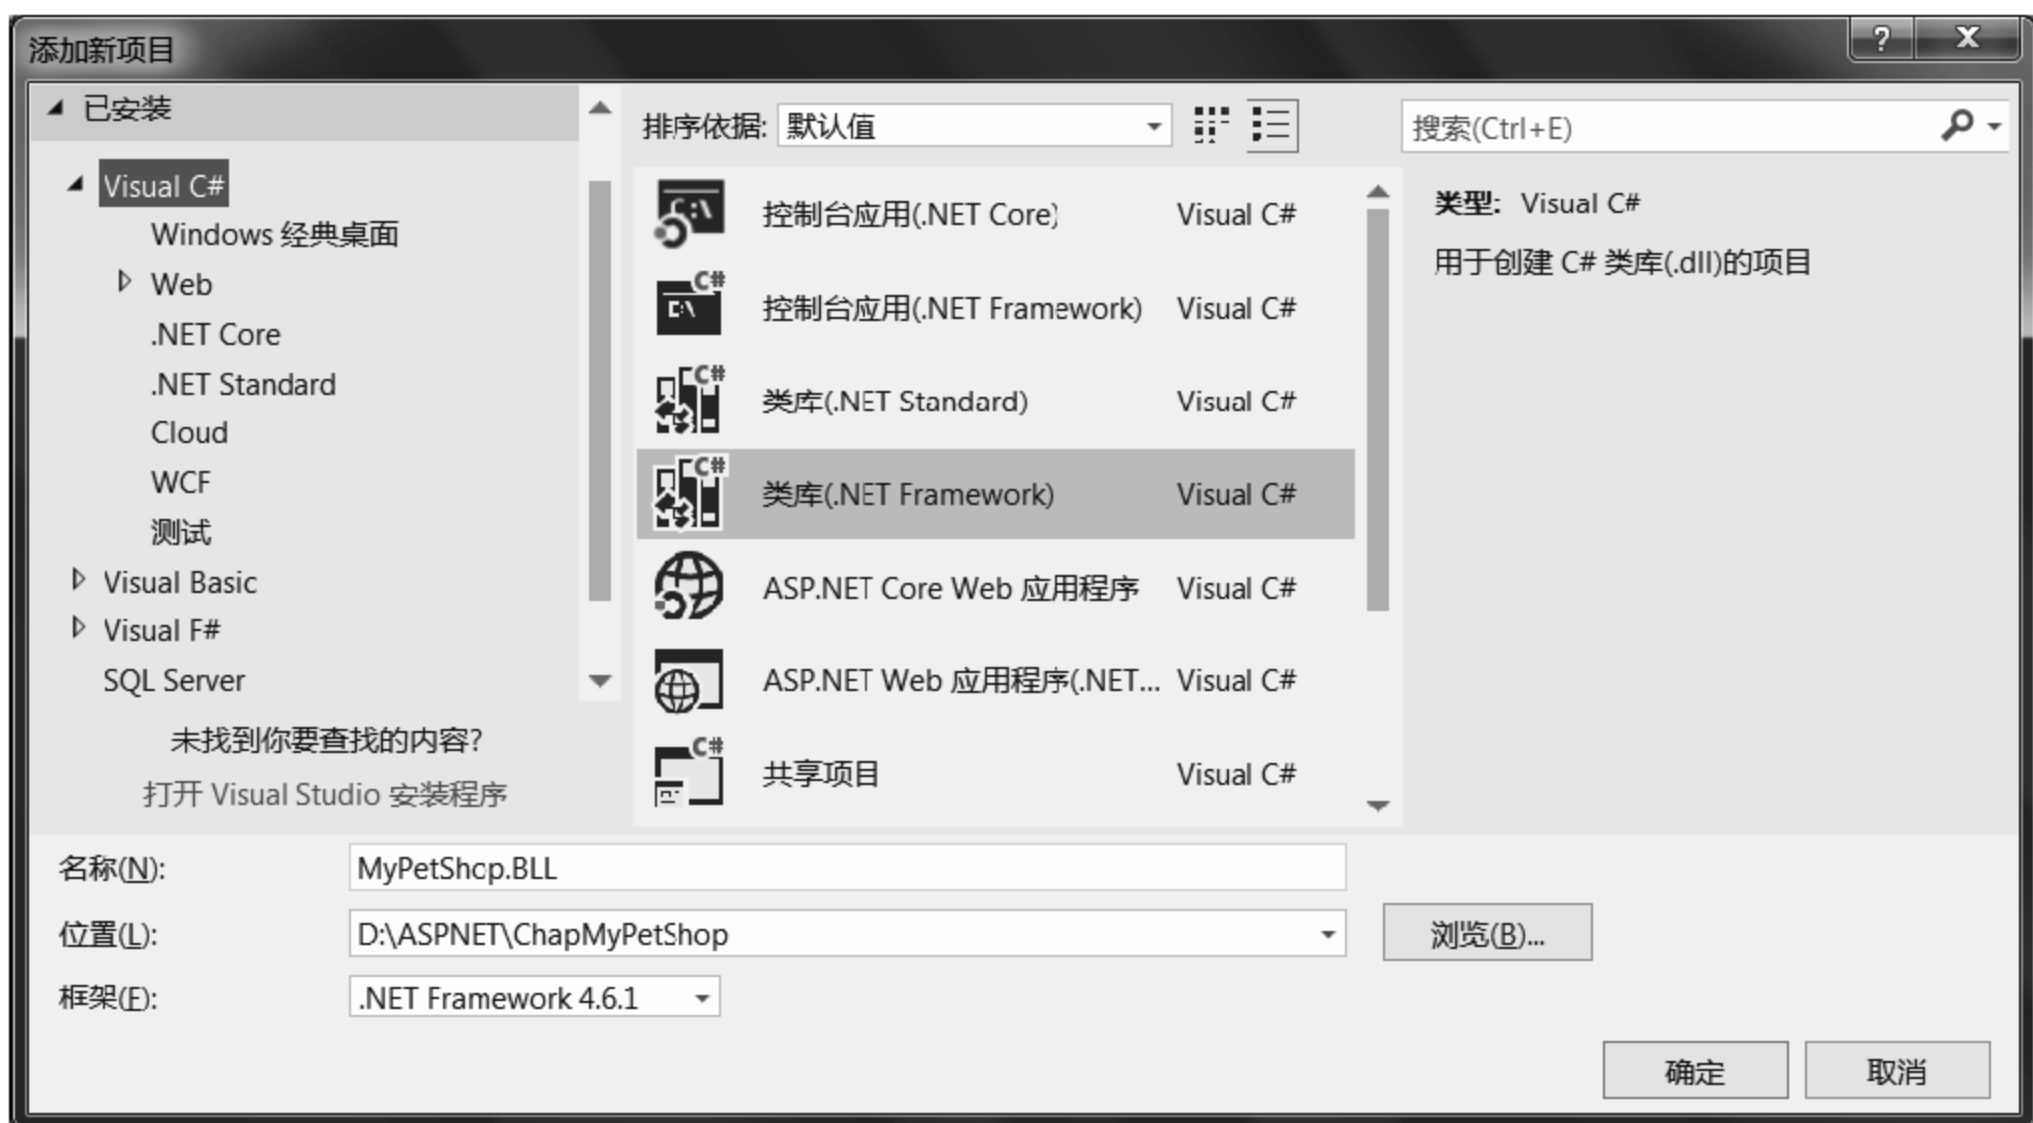 添加新项目
? X
已安装
Visual C#
Windows 经典桌面
Web
.NET Core
.NET Standard
Cloud
WCF
测试
Visual Basic
Visual F#
SQL Server
未找到你要查找的内容?
打开 Visual Studio 安装程序
排序依据: 默认值
控制台应用(.NET Core) Visual C#
控制台应用(.NET Framework) Visual C#
类库(.NET Standard) Visual C#
类库(.NET Framework) Visual C#
ASP.NET Core Web 应用程序 Visual C#
ASP.NET Web 应用程序(.NET... Visual C#
共享项目 Visual C#
搜索(Ctrl+E)
类型: Visual C#
用于创建 C# 类库(.dll)的项目
名称(N): MyPetShop.BLL
位置(L): D:\ASPNET\ChapMyPetShop 浏览(B)...
框架(F): .NET Framework 4.6.1
确定 取消